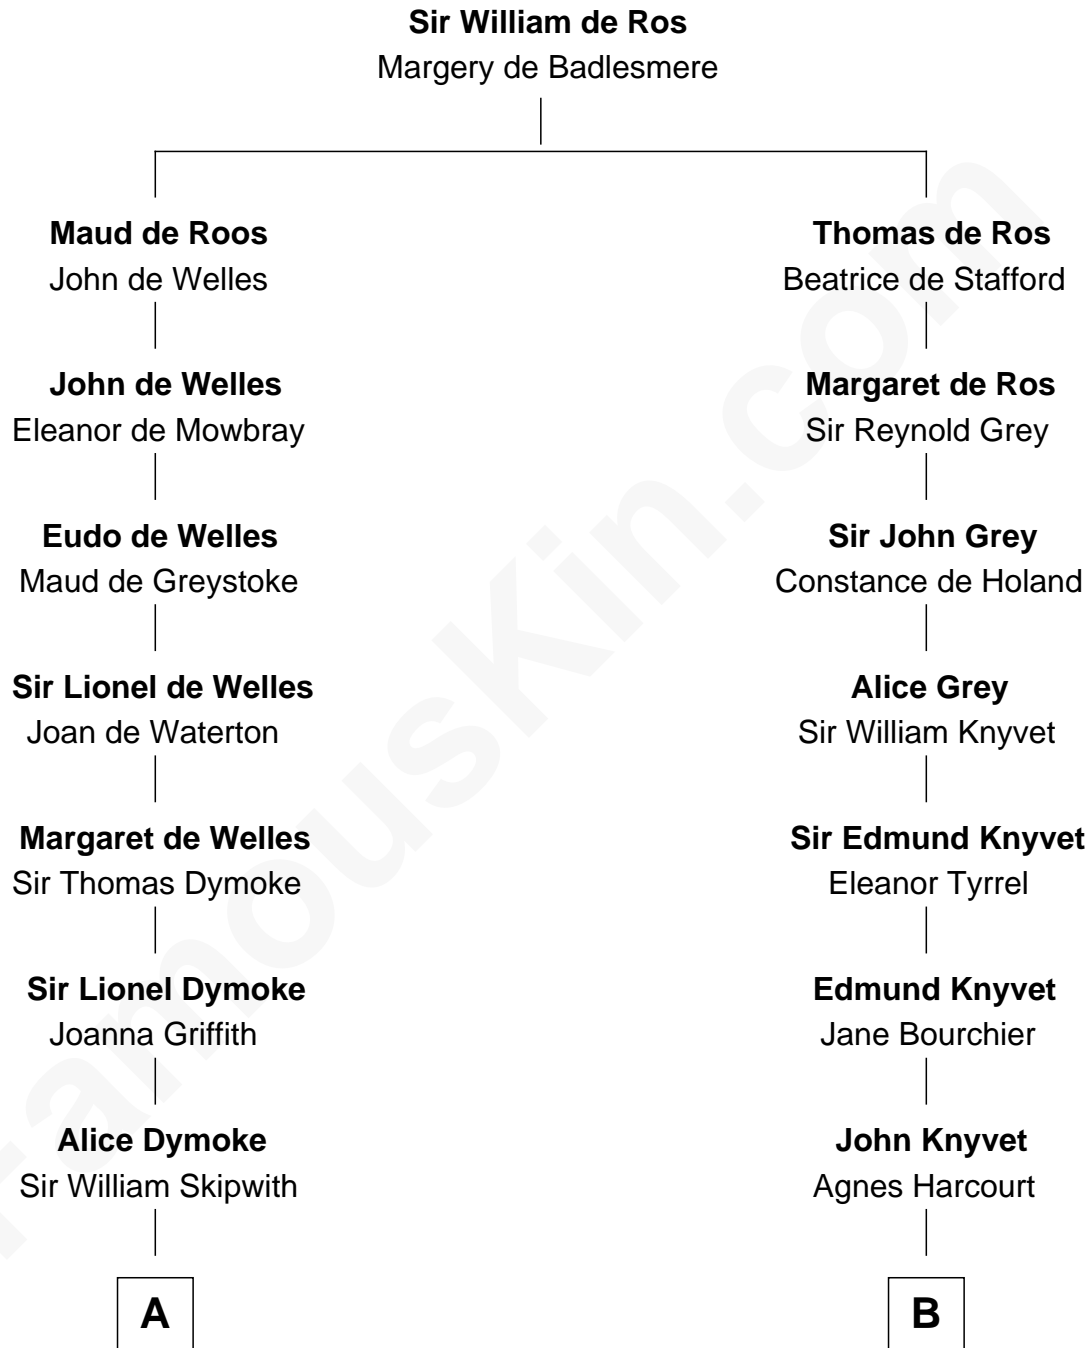 Sir William de Ros
Margery de Badlesmere
Maud de Roos
John de Welles
Thomas de Ros
Beatrice de Stafford
John de Welles
Eleanor de Mowbray
Margaret de Ros
Sir Reynold Grey
Eudo de Welles
Maud de Greystoke
Sir John Grey
Constance de Holand
Sir Lionel de Welles
Joan de Waterton
Alice Grey
Sir William Knyvet
Margaret de Welles
Sir Thomas Dymoke
Sir Edmund Knyvet
Eleanor Tyrrel
Sir Lionel Dymoke
Joanna Griffith
Edmund Knyvet
Jane Bourchier
Alice Dymoke
Sir William Skipwith
John Knyvet
Agnes Harcourt
A
B
FamousKin.com